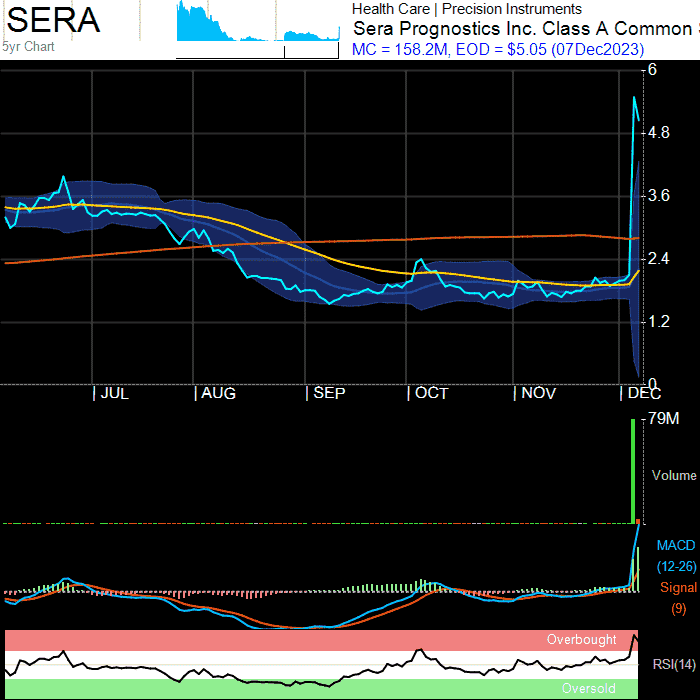 SERA
5yr Chart
Health Care | Precision Instruments
Sera Prognostics Inc. Class A Common S
MC = 158.2M, EOD = $5.05 (07Dec2023)
6
4.8
3.6
2.4
1.2
0
JUL AUG SEP OCT NOV DEC
79M
Volume
MACD
(12-26)
Signal
(9)
Overbought
RSI(14)
Oversold